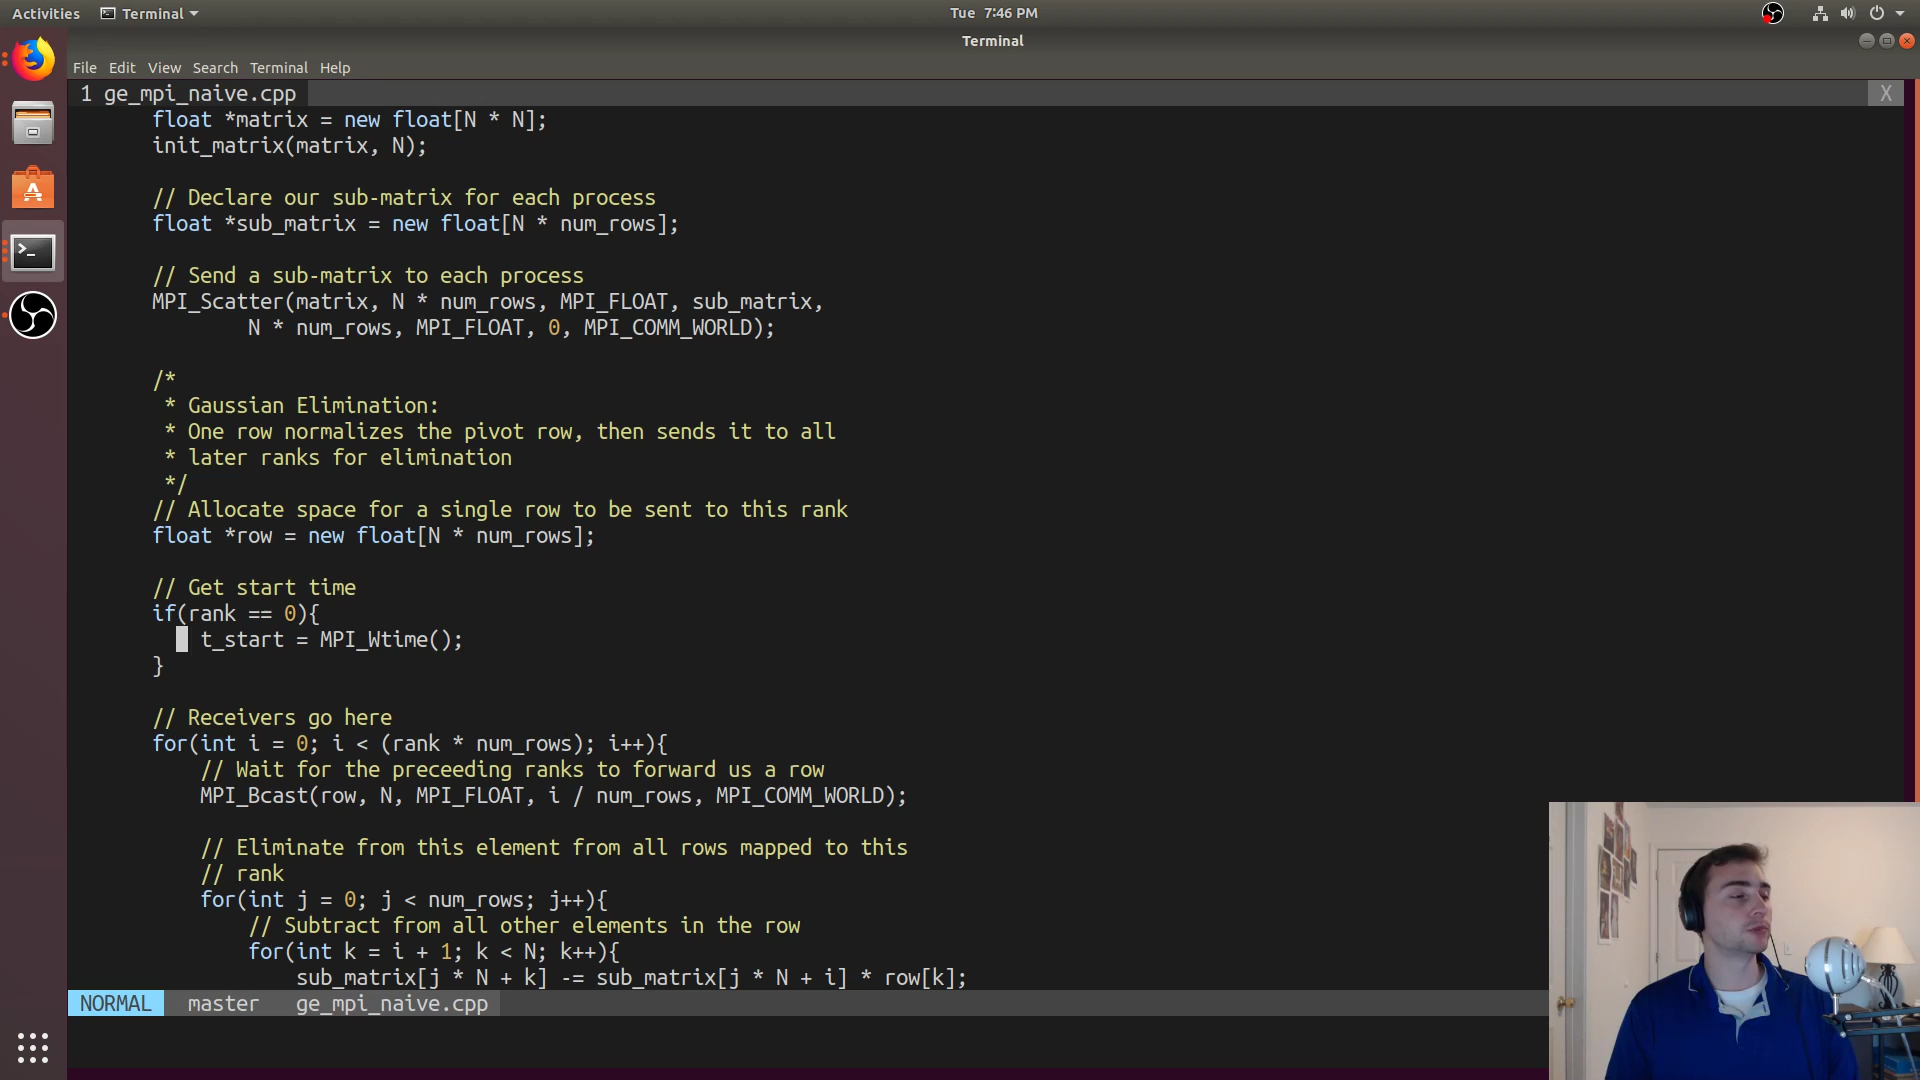 Activities Terminal Tue 7:46 PM
Terminal
File Edit View Search Terminal Help
1 ge_mpi_naive.cpp X
float *matrix = new float[N * N];
init_matrix(matrix, N);
// Declare our sub-matrix for each process
float *sub_matrix = new float[N * num_rows];
// Send a sub-matrix to each process
MPI_Scatter(matrix, N * num_rows, MPI_FLOAT, sub_matrix,
N * num_rows, MPI_FLOAT, 0, MPI_COMM_WORLD);
/*
* Gaussian Elimination:
* One row normalizes the pivot row, then sends it to all
* later ranks for elimination
*/
// Allocate space for a single row to be sent to this rank
float *row = new float[N * num_rows];
// Get start time
if(rank == 0){
t_start = MPI_Wtime();
}
// Receivers go here
for(int i = 0; i < (rank * num_rows); i++){
// Wait for the preceeding ranks to forward us a row
MPI_Bcast(row, N, MPI_FLOAT, i / num_rows, MPI_COMM_WORLD);
// Eliminate from this element from all rows mapped to this
// rank
for(int j = 0; j < num_rows; j++){
// Subtract from all other elements in the row
for(int k = i + 1; k < N; k++){
sub_matrix[j * N + k] -= sub_matrix[j * N + i] * row[k];
NORMAL master ge_mpi_naive.cpp